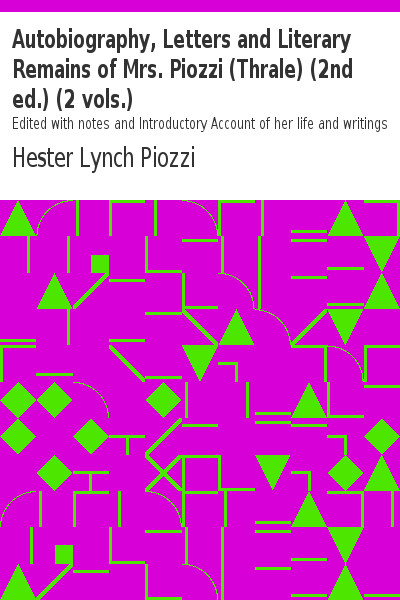 Autobiography, Letters and Literary
Remains of Mrs. Piozzi (Thrale) (2nd
ed.) (2 vols.)
Edited with notes and Introductory Account of her life and writings
Hester Lynch Piozzi